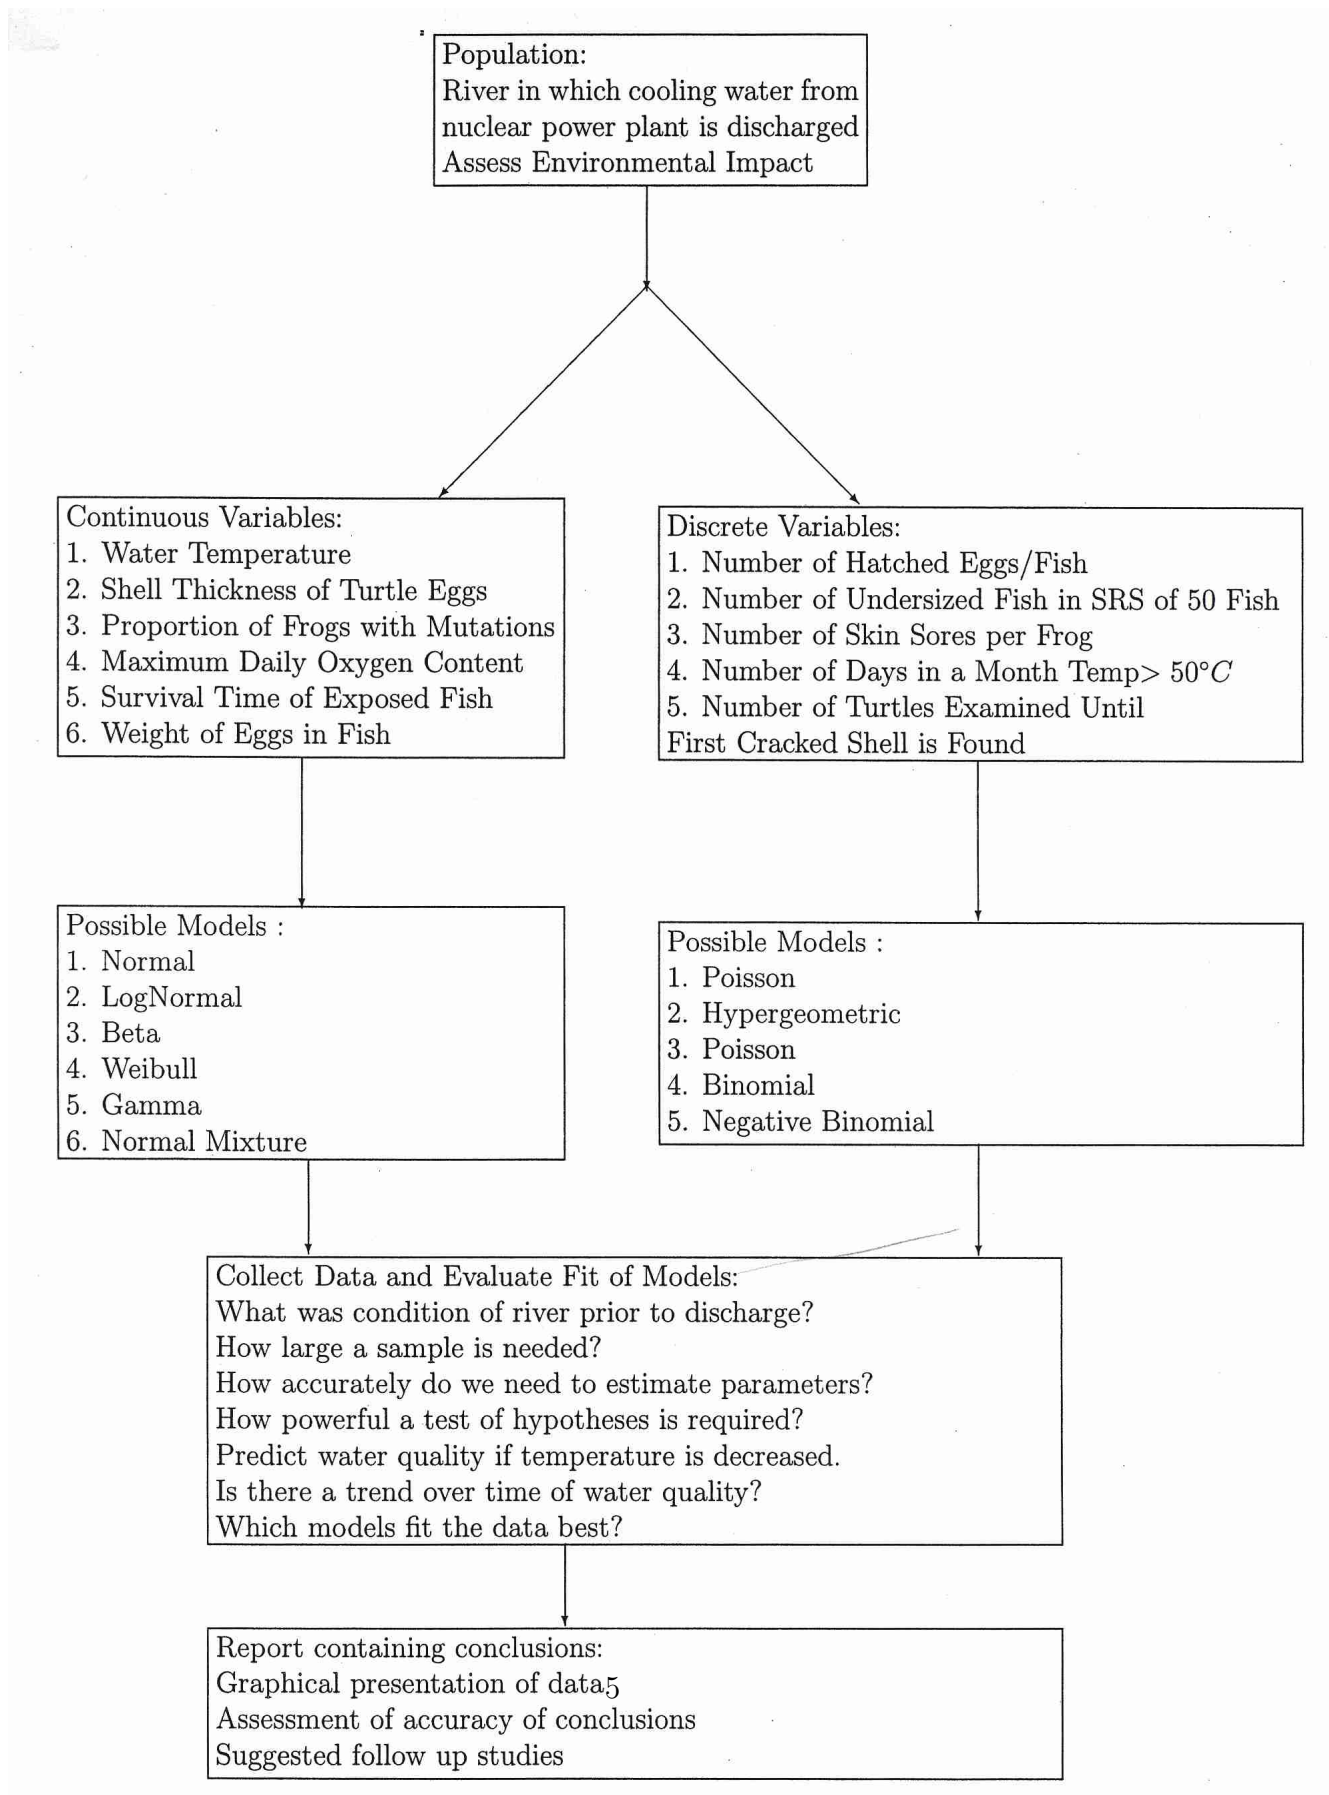 Population:
River in which cooling water from
nuclear power plant is discharged
Assess Environmental Impact
Continuous Variables:
1. Water Temperature
2. Shell Thickness of Turtle Eggs
3. Proportion of Frogs with Mutations
4. Maximum Daily Oxygen Content
5. Survival Time of Exposed Fish
6. Weight of Eggs in Fish
Discrete Variables:
1. Number of Hatched Eggs/Fish
2. Number of Undersized Fish in SRS of 50 Fish
3. Number of Skin Sores per Frog
4. Number of Days in a Month Temp> 50°C
5. Number of Turtles Examined Until
First Cracked Shell is Found
Possible Models :
1. Normal
2. LogNormal
3. Beta
4. Weibull
5. Gamma
6. Normal Mixture
Possible Models :
1. Poisson
2. Hypergeometric
3. Poisson
4. Binomial
5. Negative Binomial
Collect Data and Evaluate Fit of Models:
What was condition of river prior to discharge?
How large a sample is needed?
How accurately do we need to estimate parameters?
How powerful a test of hypotheses is required?
Predict water quality if temperature is decreased.
Is there a trend over time of water quality?
Which models fit the data best?
Report containing conclusions:
Graphical presentation of data5
Assessment of accuracy of conclusions
Suggested follow up studies